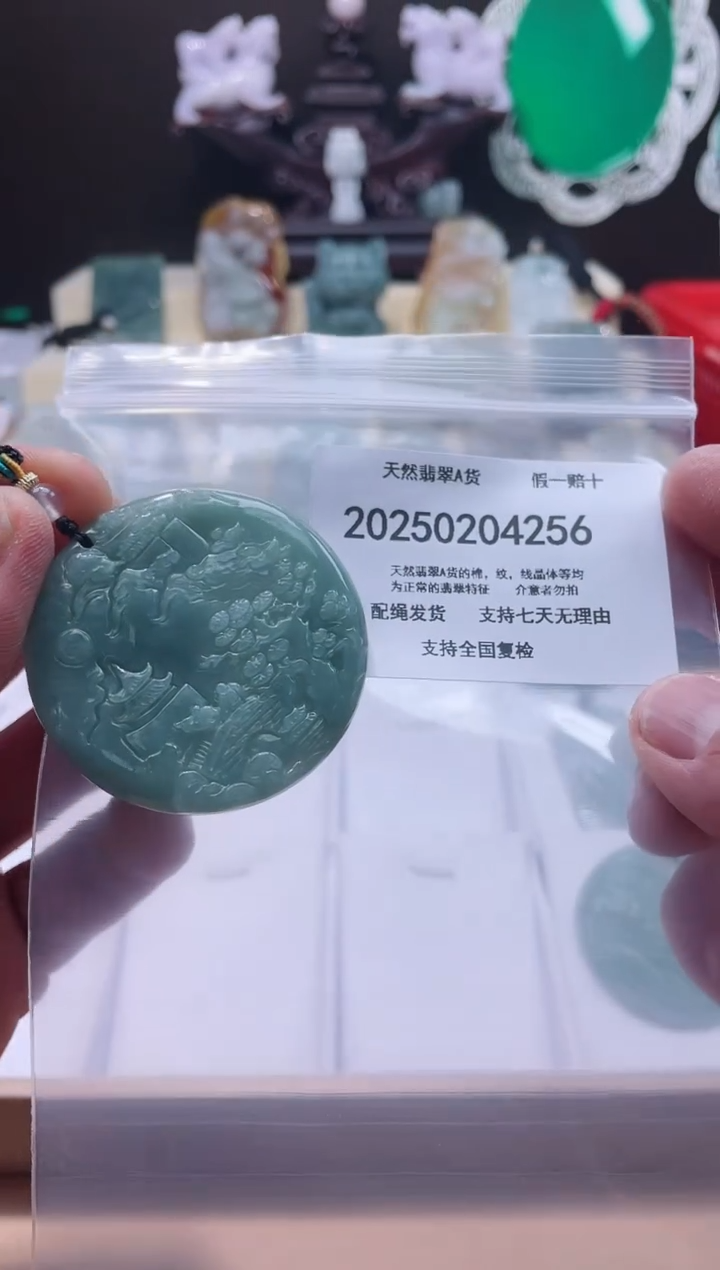 天然翡翠A货 假一赔十
20250204256
天然翡翠A货的棉，纹，线晶体等均
为正常的翡翠特征 介意者勿拍
配绳发货 支持七天无理由
支持全国复检